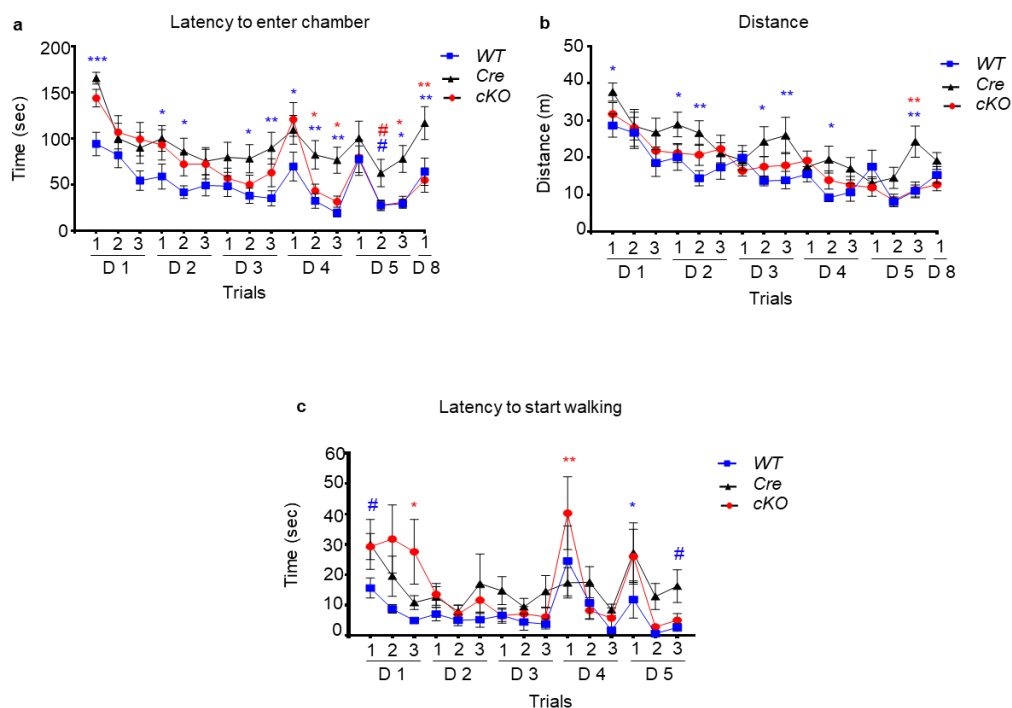 a Latency to enter chamber
200
150
100
50
0
Time (sec)
*** * * * ** * * ** * ** # # * * ** **
WT
Cre
cKO
1 2 3 1 2 3 1 2 3 1 2 3 1 2 3 1
D 1 D 2 D 3 D 4 D 5 D 8
Trials
b Distance
50
40
30
20
10
0
Distance (m)
* * ** * ** * ** **
WT
Cre
cKO
1 2 3 1 2 3 1 2 3 1 2 3 1 2 3 1
D 1 D 2 D 3 D 4 D 5 D 8
Trials
c Latency to start walking
60
50
40
30
20
10
0
Time (sec)
# * ** * #
WT
Cre
cKO
1 2 3 1 2 3 1 2 3 1 2 3 1 2 3
D 1 D 2 D 3 D 4 D 5
Trials